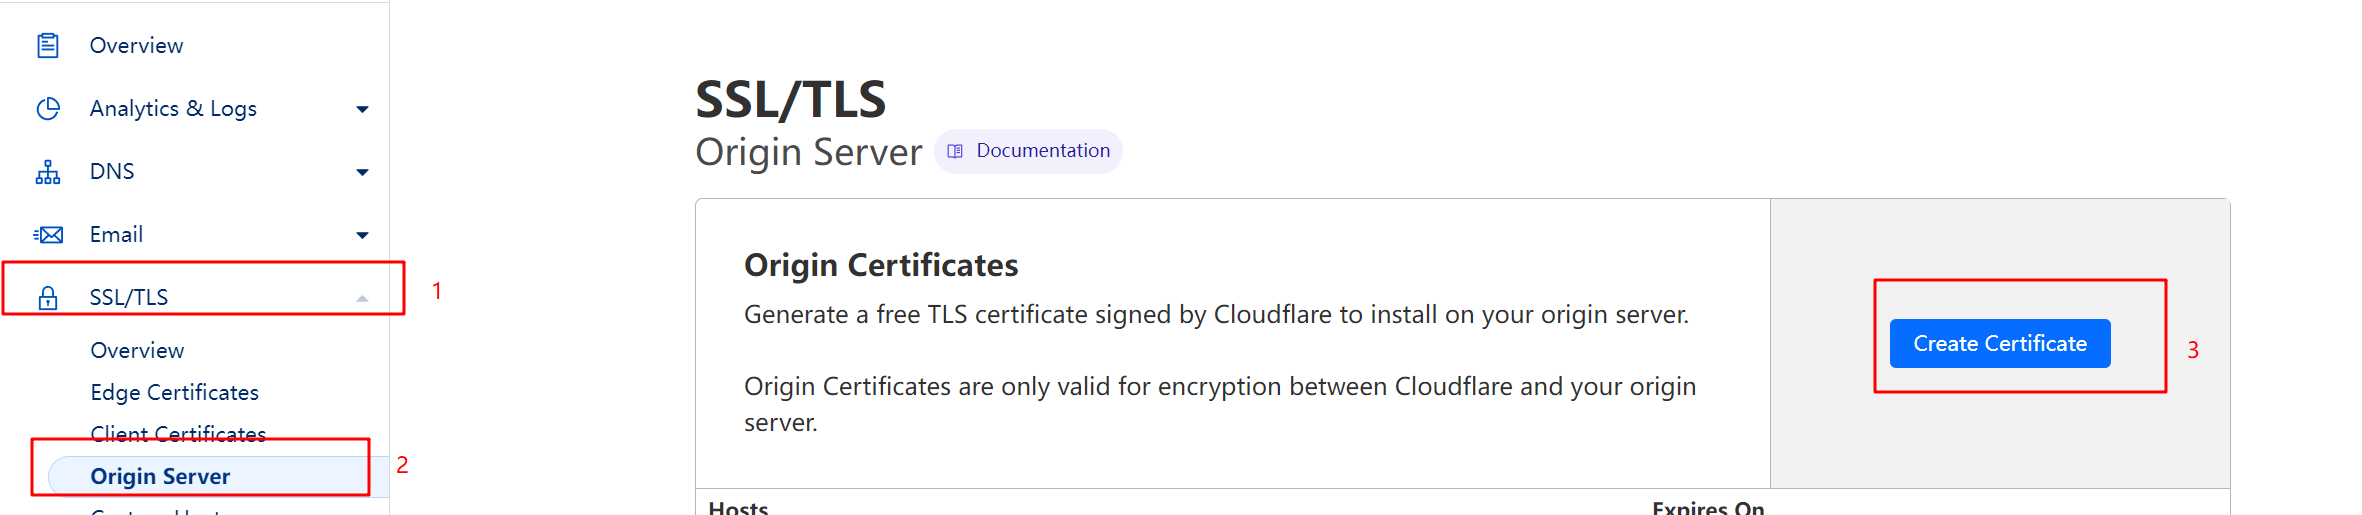 Overview
Analytics & Logs
DNS
Email
SSL/TLS
1
Overview
Edge Certificates
Client Certificates
Origin Server
2
SSL/TLS
Origin Server
Documentation
Origin Certificates
Generate a free TLS certificate signed by Cloudflare to install on your origin server.
Origin Certificates are only valid for encryption between Cloudflare and your origin
server.
Create Certificate
3
Hosts
Expires On